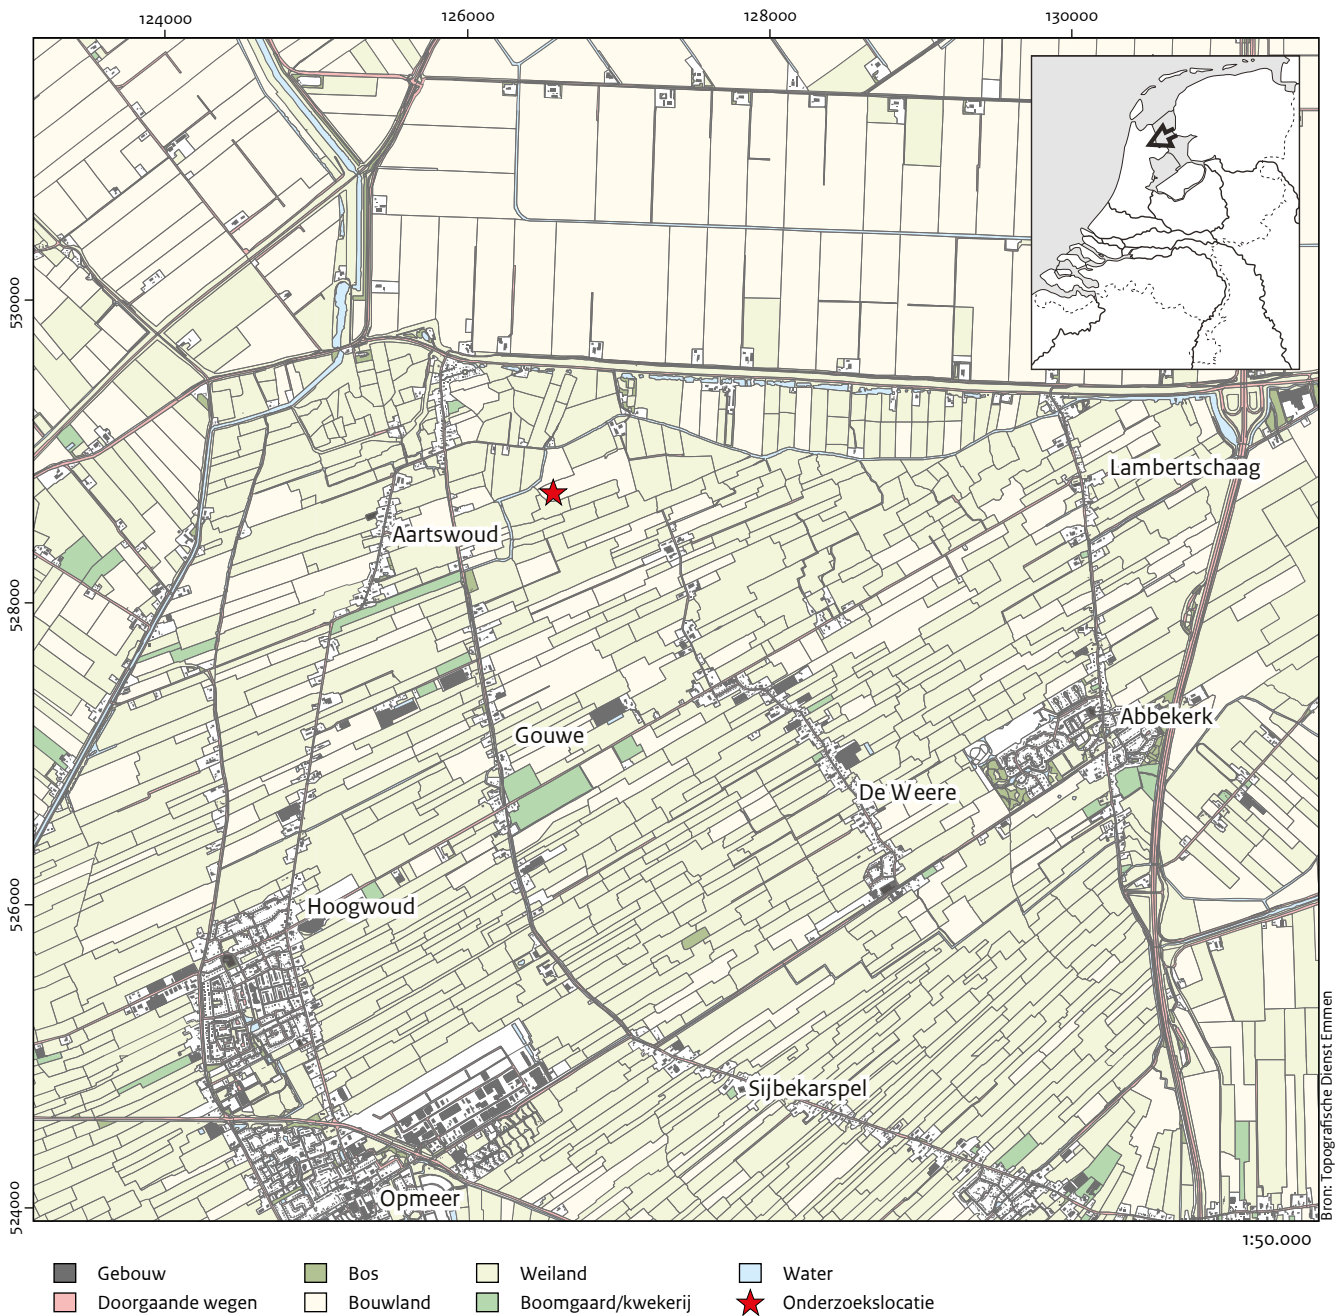 124000
126000
128000
130000
530000
528000
526000
524000
Lambertschaag
Aartswoud
Abbekerk
Gouwe
De Weere
Hoogwoud
Sijbekarspel
Opmeer
Bron: Topografische Dienst Emmen
1:50.000
Gebouw
Bos
Weiland
Water
Doorgaande wegen
Bouwland
Boomgaard/kwekerij
Onderzoekslocatie